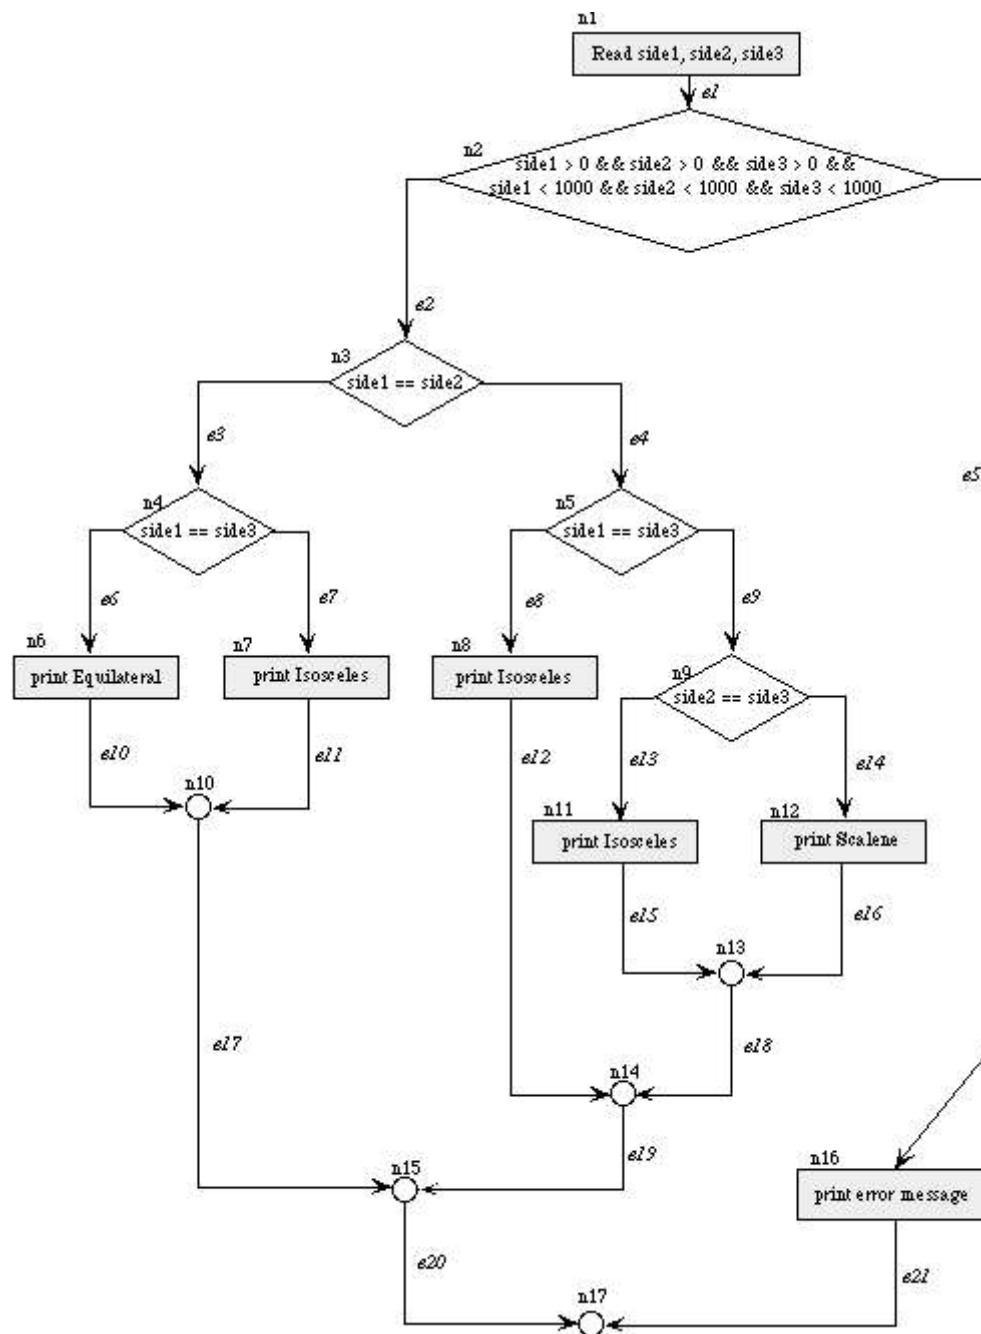 n1
Read side1, side2, side3
e1
n2
side1 > 0 && side2 > 0 && side3 > 0 &&
side1 < 1000 && side2 < 1000 && side3 < 1000
e2
n3
side1 == side2
e3
e4
e5
n4
side1 == side3
n5
side1 == side3
e6
e7
e8
e9
n6
print Equilateral
n7
print Isosceles
n8
print Isosceles
n9
side2 == side3
e10
e11
e12
e13
e14
n10
n11
print Isosceles
n12
print Scalene
e15
e16
n13
e17
e18
n14
e19
n15
n16
print error message
e20
e21
n17